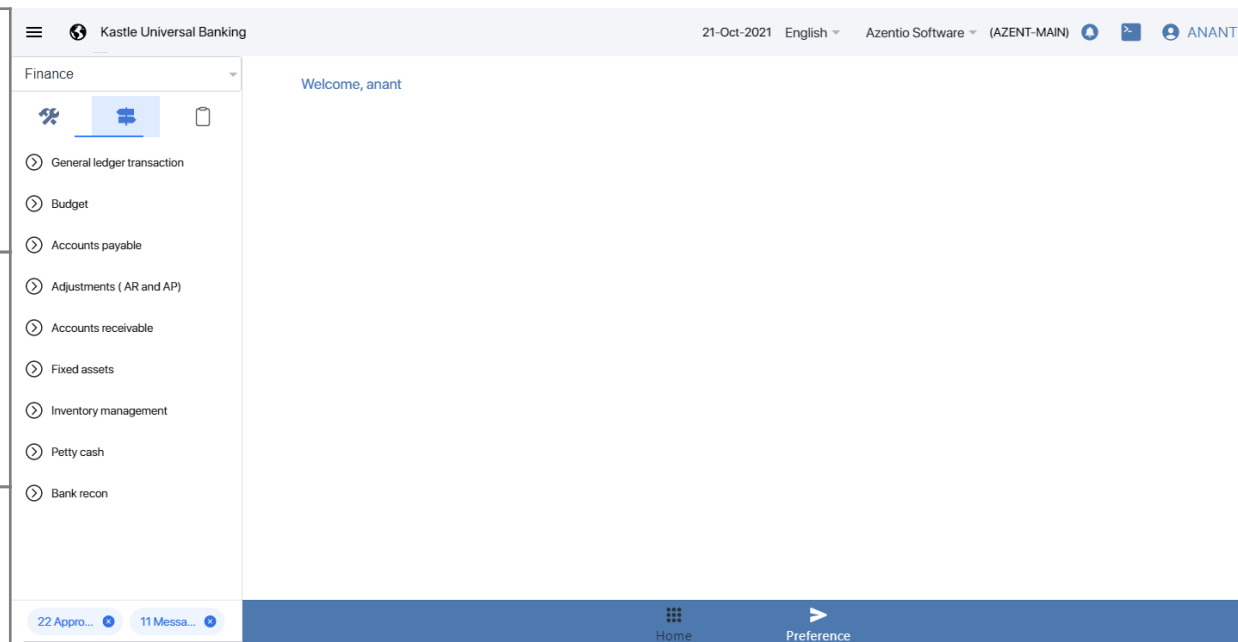 Kastle Universal Banking 21-Oct-2021 English Azentio Software (AZENT-MAIN) >_ ANANT
Finance
Welcome, anant
General ledger transaction
Budget
Accounts payable
Adjustments ( AR and AP)
Accounts receivable
Fixed assets
Inventory management
Petty cash
Bank recon
22 Appro... 11 Messa...
Home Preference